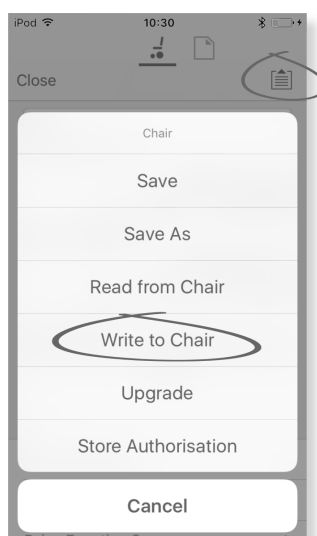 iPod 10:30
Close
Chair
Save
Save As
Read from Chair
Write to Chair
Upgrade
Store Authorisation
Cancel